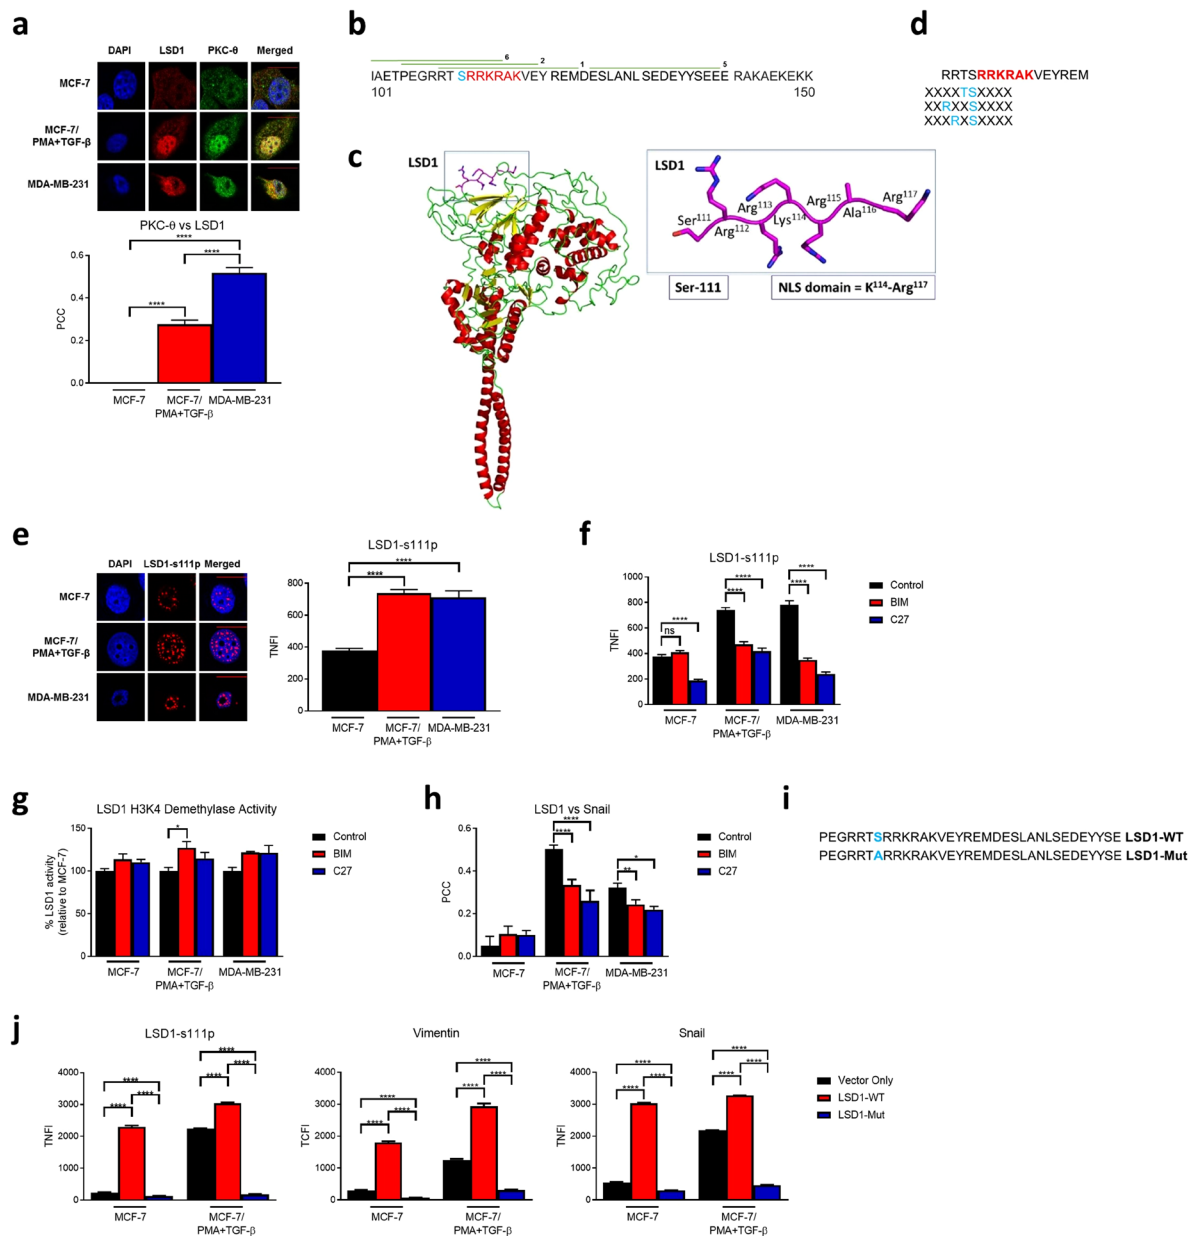 a
DAPI LSD1 PKC-θ Merged
MCF-7
MCF-7/
PMA+TGF-β
MDA-MB-231
PKC-θ vs LSD1
****
****
****
0.6
0.4
0.2
0.0
PCC
MCF-7 MCF-7/ MDA-MB-231
PMA+TGF-β
b
6 2 1 5
IAETPEGRRT SRRKRAKVEY REMDESLANL SEDEYYSEEE RAKAEKEKK
101 150
c
LSD1
LSD1
Ser111
Arg112
Arg113
Lys114
Arg115
Ala116
Arg117
Ser-111
NLS domain = K114-Arg117
d
RRTSRRKRAKVEYREM
XXXXTSXXXX
XXRXXSXXXX
XXXRXXSXXXX
e
DAPI LSD1-s111p Merged
MCF-7
MCF-7/
PMA+TGF-β
MDA-MB-231
LSD1-s111p
****
****
800
600
400
200
0
TNFI
MCF-7 MCF-7/ MDA-MB-231
PMA+TGF-β
f
LSD1-s111p
1000
800
600
400
200
0
TNFI
ns
****
****
****
****
****
Control
BIM
C27
MCF-7 MCF-7/ MDA-MB-231
PMA+TGF-β
g
LSD1 H3K4 Demethylase Activity
150
100
50
0
% LSD1 activity
(relative to MCF-7)
*
Control
BIM
C27
MCF-7 MCF-7/ MDA-MB-231
PMA+TGF-β
h
LSD1 vs Snail
0.6
0.4
0.2
0.0
PCC
****
****
*
**
Control
BIM
C27
MCF-7 MCF-7/ MDA-MB-231
PMA+TGF-β
i
PEGRRTSRRKRAKVEYREMDESLANLSEDEYYSE LSD1-WT
PEGRRTARRKRAKVEYREMDESLANLSEDEYYSE LSD1-Mut
j
LSD1-s111p
4000
3000
2000
1000
0
TNFI
****
****
****
****
****
****
MCF-7 MCF-7/
PMA+TGF-β
Vimentin
4000
3000
2000
1000
0
TCFI
****
****
****
****
****
****
MCF-7 MCF-7/
PMA+TGF-β
Snail
4000
3000
2000
1000
0
TNFI
****
****
****
****
****
****
MCF-7 MCF-7/
PMA+TGF-β
Vector Only
LSD1-WT
LSD1-Mut